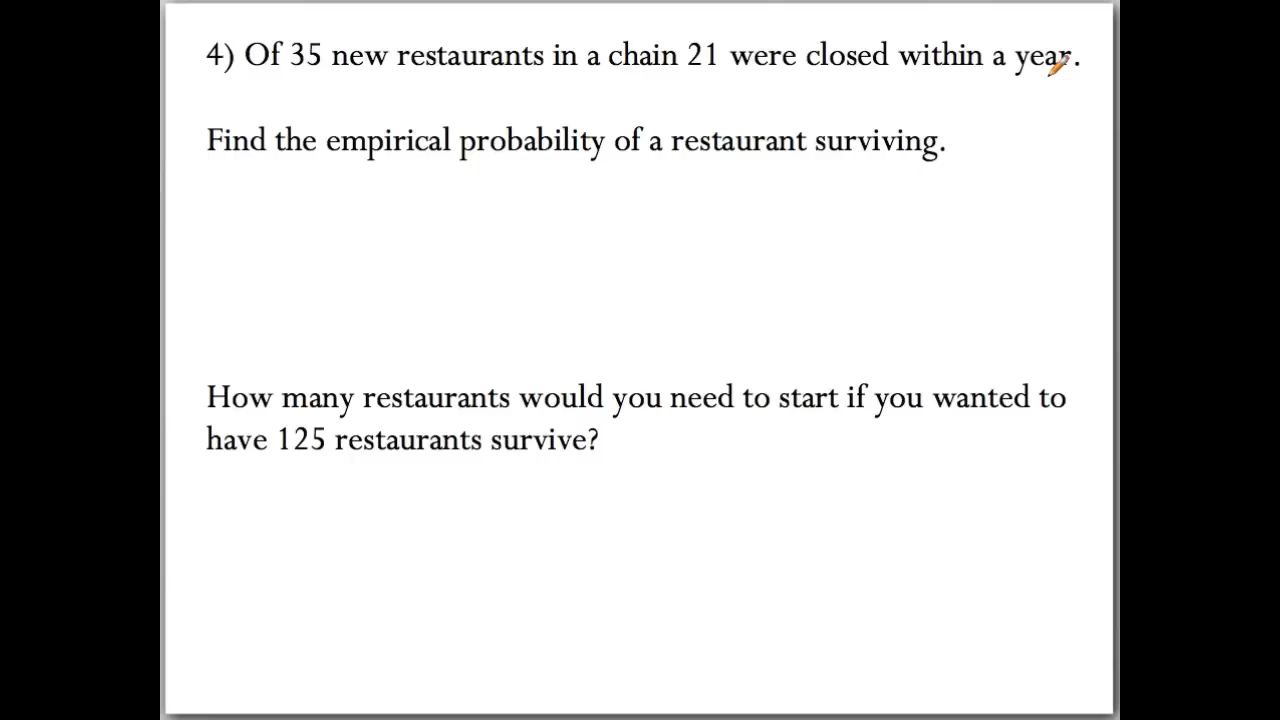 4) Of 35 new restaurants in a chain 21 were closed within a year.
Find the empirical probability of a restaurant surviving.
How many restaurants would you need to start if you wanted to
have 125 restaurants survive?